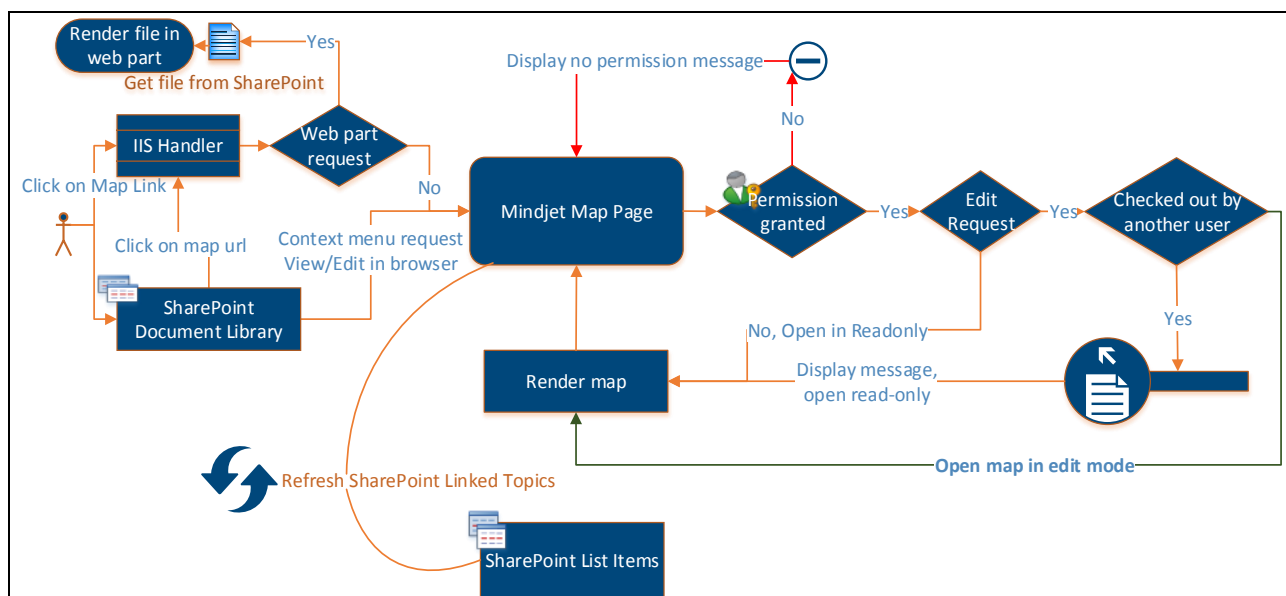 Render file in
web part
Yes
Get file from SharePoint
Display no permission message
No
IIS Handler
Web part
request
Click on Map Link
No
Mindjet Map Page
Permission
granted
Yes
Edit
Request
Yes
Checked out by
another user
Click on map url
Context menu request
View/Edit in browser
SharePoint
Document Library
Yes
No, Open in Readonly
Render map
Display message,
open read-only
Open map in edit mode
Refresh SharePoint Linked Topics
SharePoint List Items